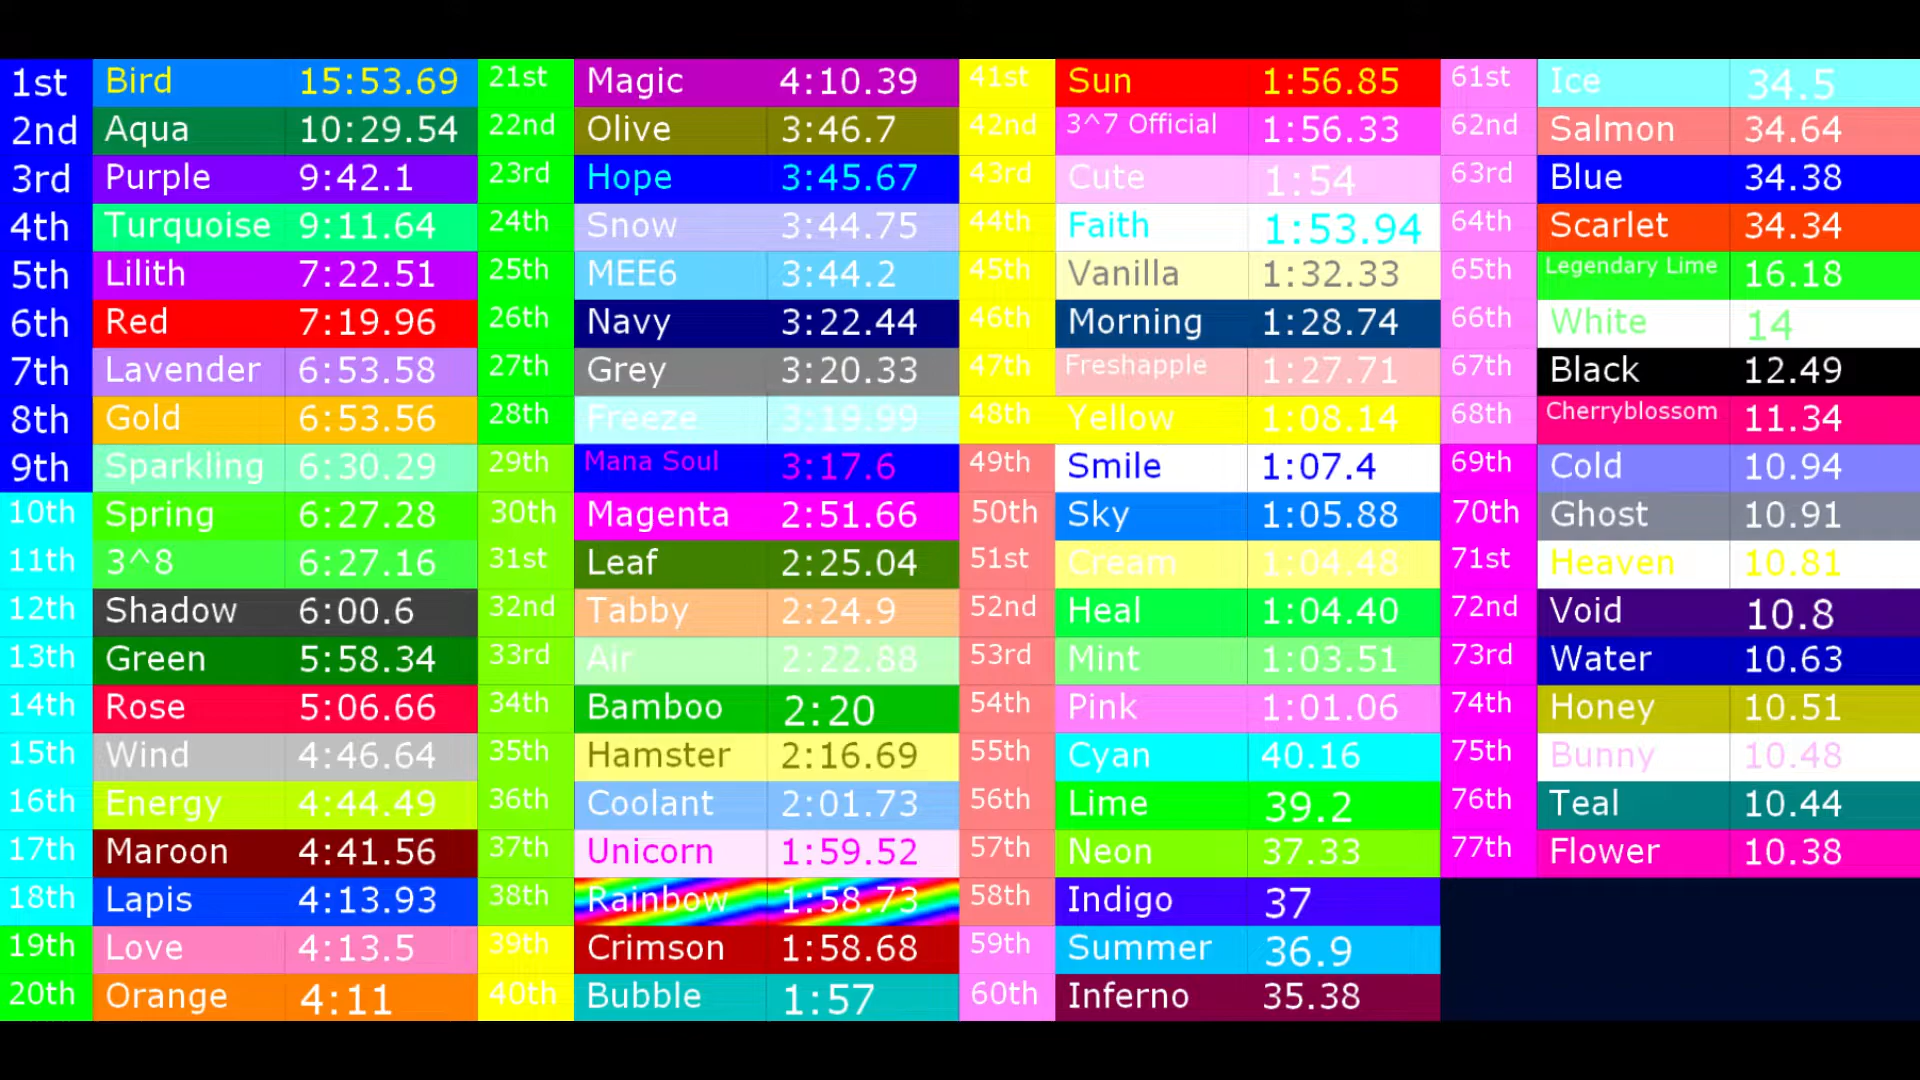 1st Bird 15:53.69
2nd Aqua 10:29.54
3rd Purple 9:42.1
4th Turquoise 9:11.64
5th Lilith 7:22.51
6th Red 7:19.96
7th Lavender 6:53.58
8th Gold 6:53.56
9th Sparkling 6:30.29
10th Spring 6:27.28
11th 3^8 6:27.16
12th Shadow 6:00.6
13th Green 5:58.34
14th Rose 5:06.66
15th Wind 4:46.64
16th Energy 4:44.49
17th Maroon 4:41.56
18th Lapis 4:13.93
19th Love 4:13.5
20th Orange 4:11
21st Magic 4:10.39
22nd Olive 3:46.7
23rd Hope 3:45.67
24th Snow 3:44.75
25th MEE6 3:44.2
26th Navy 3:22.44
27th Grey 3:20.33
28th Freeze 3:19.99
29th Mana Soul 3:17.6
30th Magenta 2:51.66
31st Leaf 2:25.04
32nd Tabby 2:24.9
33rd Air 2:22.88
34th Bamboo 2:20
35th Hamster 2:16.69
36th Coolant 2:01.73
37th Unicorn 1:59.52
38th Rainbow 1:58.73
39th Crimson 1:58.68
40th Bubble 1:57
41st Sun 1:56.85
42nd 3^7 Official 1:56.33
43rd Cute 1:54
44th Faith 1:53.94
45th Vanilla 1:32.33
46th Morning 1:28.74
47th Freshapple 1:27.71
48th Yellow 1:08.14
49th Smile 1:07.4
50th Sky 1:05.88
51st Cream 1:04.48
52nd Heal 1:04.40
53rd Mint 1:03.51
54th Pink 1:01.06
55th Cyan 40.16
56th Lime 39.2
57th Neon 37.33
58th Indigo 37
59th Summer 36.9
60th Inferno 35.38
61st Ice 34.5
62nd Salmon 34.64
63rd Blue 34.38
64th Scarlet 34.34
65th Legendary Lime 16.18
66th White 14
67th Black 12.49
68th Cherryblossom 11.34
69th Cold 10.94
70th Ghost 10.91
71st Heaven 10.81
72nd Void 10.8
73rd Water 10.63
74th Honey 10.51
75th Bunny 10.48
76th Teal 10.44
77th Flower 10.38